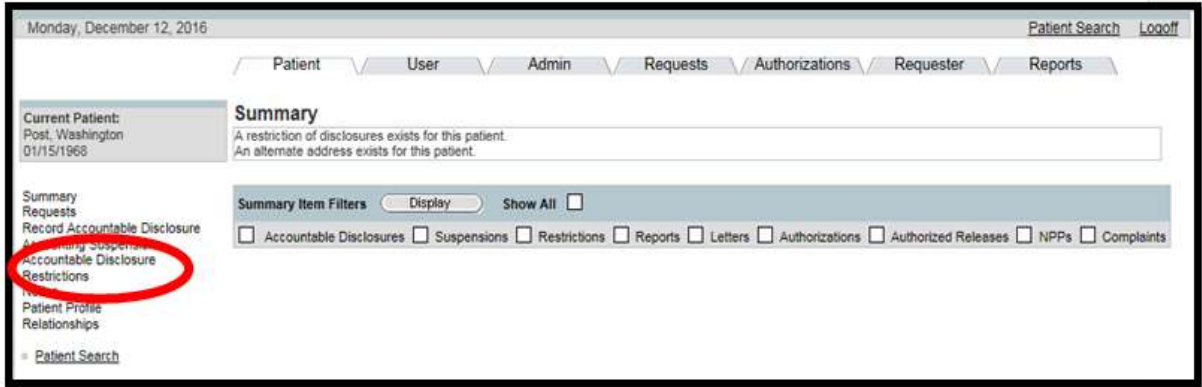 Monday, December 12, 2016 Patient Search Logoff
Patient User Admin Requests Authorizations Requester Reports
Current Patient:
Post, Washington
01/15/1968
Summary
A restriction of disclosures exists for this patient.
An alternate address exists for this patient.
Summary Item Filters Display Show All
Accountable Disclosures Suspensions Restrictions Reports Letters Authorizations Authorized Releases NPPs Complaints
Summary
Requests
Record Accountable Disclosure
Accounting Suspension
Accountable Disclosure
Restrictions
Patient Profile
Relationships
Patient Search